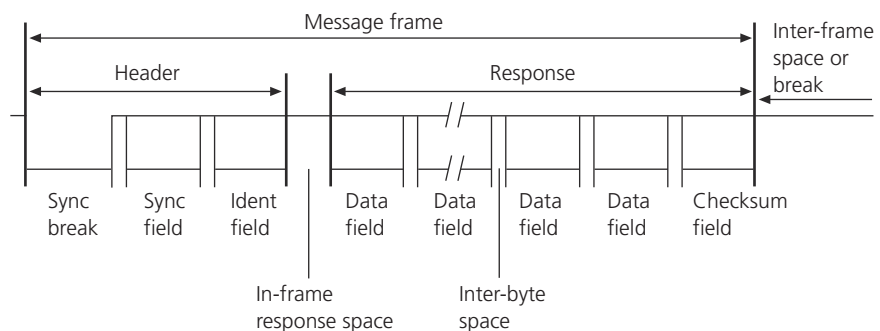 Message frame
Inter-frame
space or
break
Header
Response
Sync
break
Sync
field
Ident
field
Data
field
Data
field
Data
field
Data
field
Checksum
field
In-frame
response space
Inter-byte
space